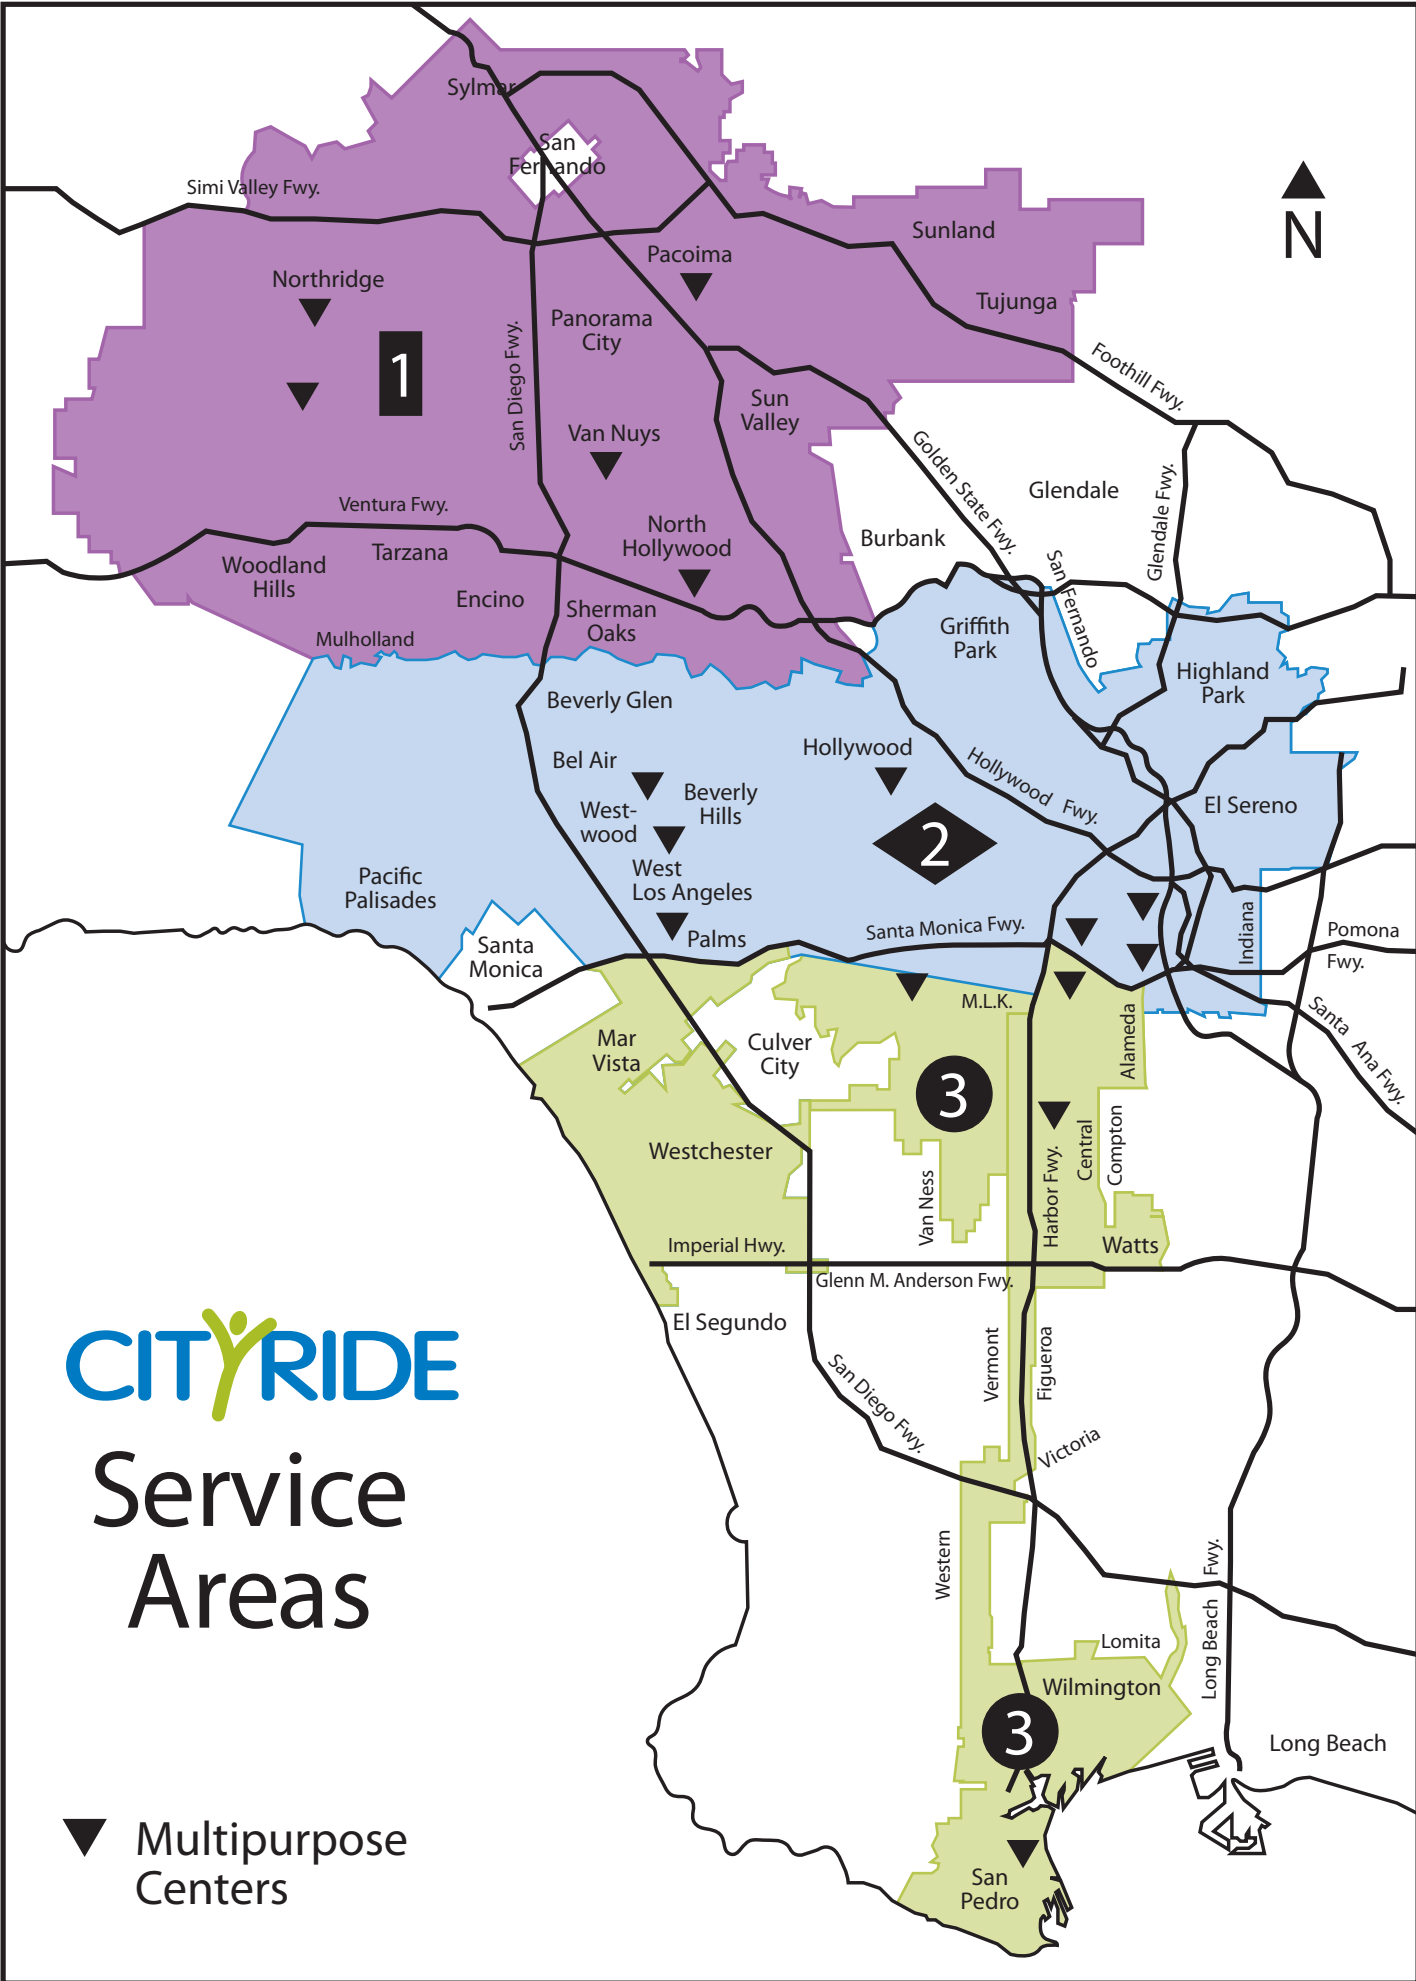 Sylmar
San
Fernando
Simi Valley Fwy.
N
Sunland
Pacoima
Northridge
Tujunga
Panorama
City
San Diego Fwy.
1
Foothill Fwy.
Sun
Valley
Van Nuys
Golden State Fwy.
Glendale
Glendale Fwy.
Ventura Fwy.
North
Hollywood
Burbank
Tarzana
Woodland
Hills
San Fernando
Encino
Sherman
Oaks
Griffith
Park
Mulholland
Highland
Park
Beverly Glen
Hollywood
Bel Air
Hollywood Fwy.
Beverly
Hills
West-
wood
El Sereno
2
West
Los Angeles
Pacific
Palisades
Santa Monica Fwy.
Indiana
Pomona
Fwy.
Palms
Santa
Monica
M.L.K.
Santa Ana Fwy.
Mar
Vista
Culver
City
Alameda
3
Central
Compton
Westchester
Van Ness
Harbor Fwy.
Imperial Hwy.
Watts
Glenn M. Anderson Fwy.
El Segundo
Vermont
Figueroa
CITYRIDE
San Diego Fwy.
Victoria
Service
Areas
Western
Long Beach Fwy.
Lomita
Wilmington
3
Long Beach
Multipurpose
Centers
San
Pedro